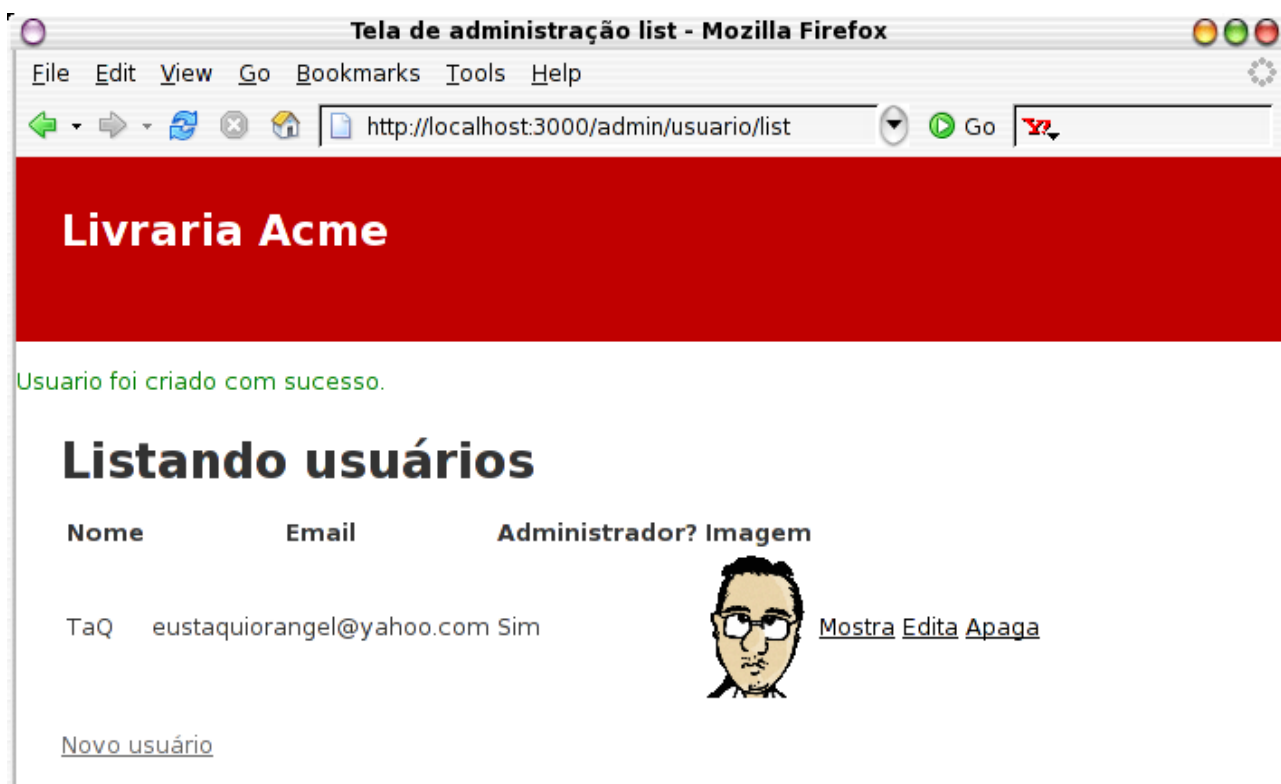 Tela de administração list - Mozilla Firefox
File Edit View Go Bookmarks Tools Help
http://localhost:3000/admin/usuario/list Go Y!
Livraria Acme
Usuario foi criado com sucesso.
Listando usuários
Nome Email Administrador? Imagem
TaQ eustaquiorangel@yahoo.com Sim Mostra Edita Apaga
Novo usuário